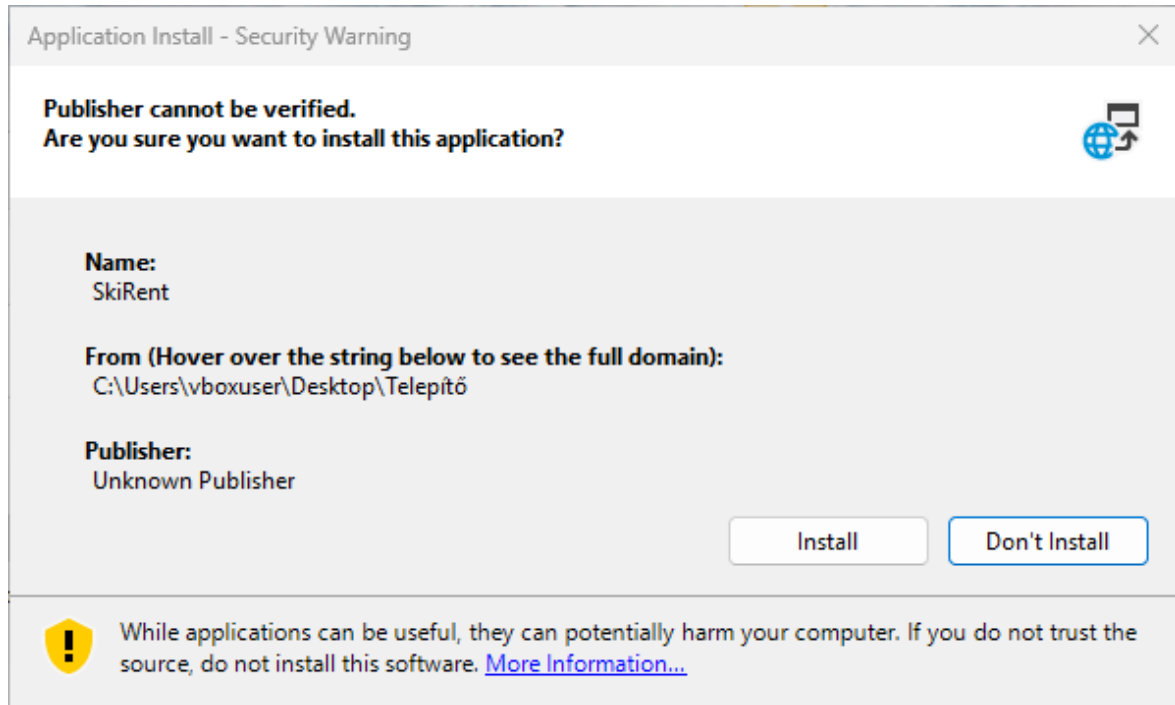 Application Install - Security Warning
Publisher cannot be verified.
Are you sure you want to install this application?
Name:
SkiRent
From (Hover over the string below to see the full domain):
C:\Users\vboxuser\Desktop\Telepítő
Publisher:
Unknown Publisher
Install
Don't Install
While applications can be useful, they can potentially harm your computer. If you do not trust the
source, do not install this software. More Information...